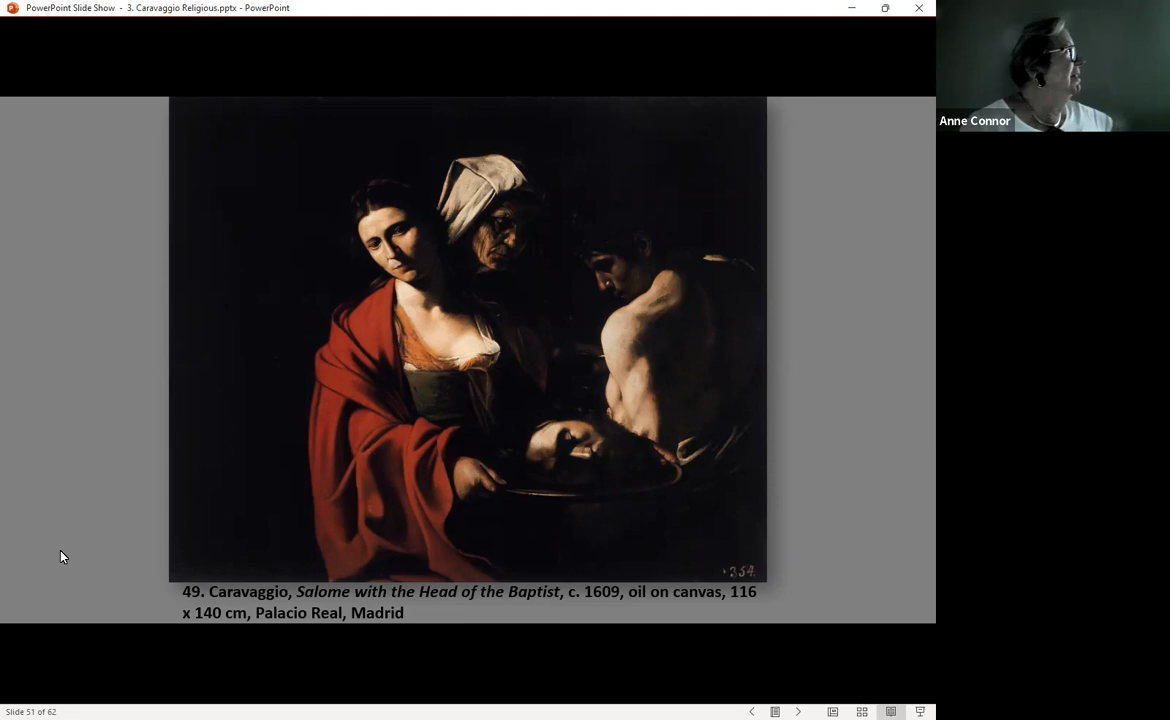 PowerPoint Slide Show - 3. Caravaggio Religious.pptx - PowerPoint
Anne Connor
354.
49. Caravaggio, Salome with the Head of the Baptist, c. 1609, oil on canvas, 116
x 140 cm, Palacio Real, Madrid
Slide 51 of 62